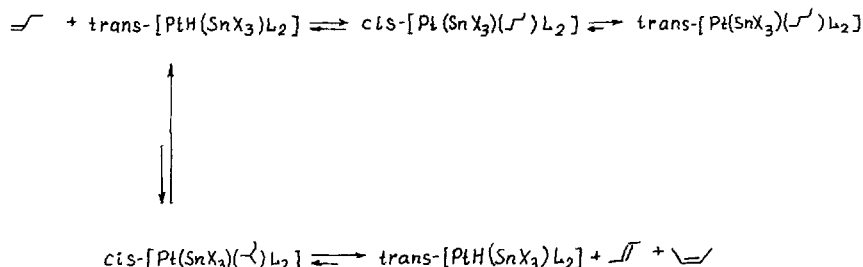 + trans-[PtH(SnX₃)L₂] ⇌ cis-[Pt(SnX₃)( )L₂] ⇌ trans-[Pt(SnX₃)( )L₂]
cis-[Pt(SnX₃)( )L₂] ⇌ trans-[PtH(SnX₃)L₂] + +